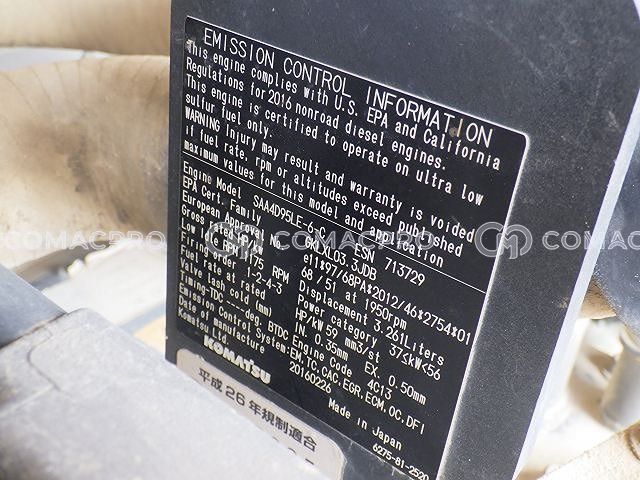 EMISSION CONTROL INFORMATION
This engine complies with U.S. EPA and California
Regulations for 2016 nonroad diesel engines.
This engine is certified to operate on ultra low
sulfur fuel only.
WARNING Injury may result and warranty is voided
if fuel rate, rpm or altitudes exceed published
maximum values for this model and application
Engine Model SAA4D95LE-6 ESN 713729
EPA Cert. Family GKLXL03.3JDB
European Approval No. e11*97/68PA*2012/46*2754*01
Gross Rated HP/kW 68/51 at 1950rpm
Low idle RPM 1175 RPM Displacement 3.261Liters
Firing order 1-2-4-3 Power category 37≤kW<56
Fuel rate at rated HP/kW 59 mm3/st
Valve lash cold (mm) IN. 0.35mm EX. 0.50mm
Timing-TDC -.-deg. BTDC Engine Code 4C13
Emission Control System:EM,TC,CAC,EGR,ECM,OC,DFI
Date of manufacture 20160226
Komatsu Ltd. Made in Japan
KOMATSU 6275-81-2520
平成26年規制適合
COMACPRO
COMACPRO
COMACPRO